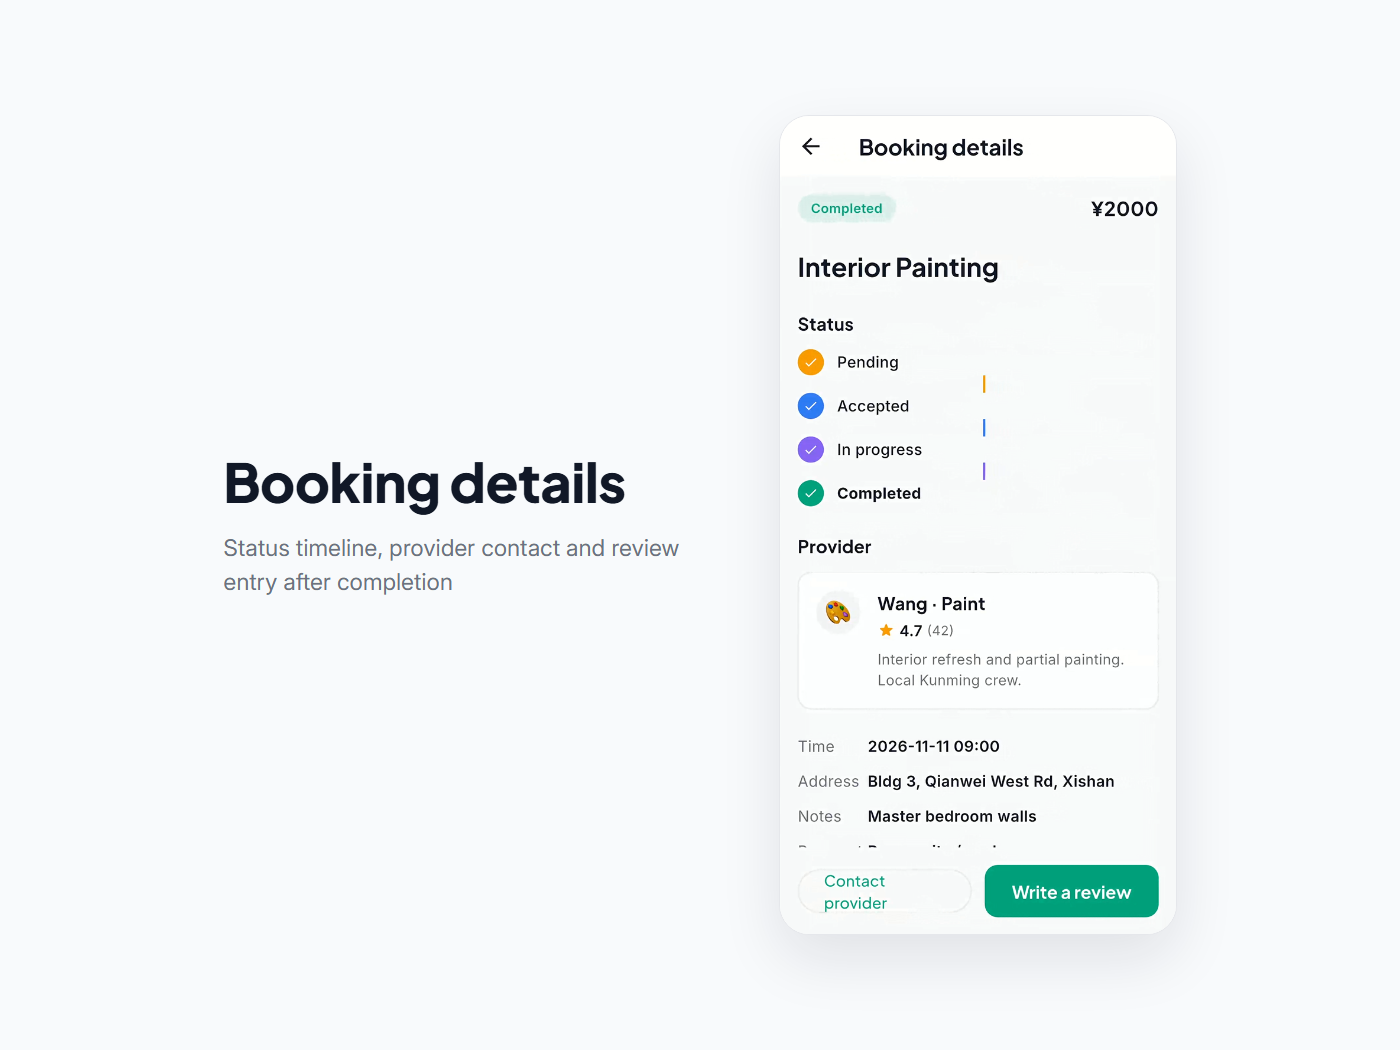 Booking details
Status timeline, provider contact and review
entry after completion
Booking details
Completed
¥2000
Interior Painting
Status
Pending
Accepted
In progress
Completed
Provider
Wang · Paint
4.7 (42)
Interior refresh and partial painting.
Local Kunming crew.
Time 2026-11-11 09:00
Address Bldg 3, Qianwei West Rd, Xishan
Notes Master bedroom walls
Contact
provider
Write a review